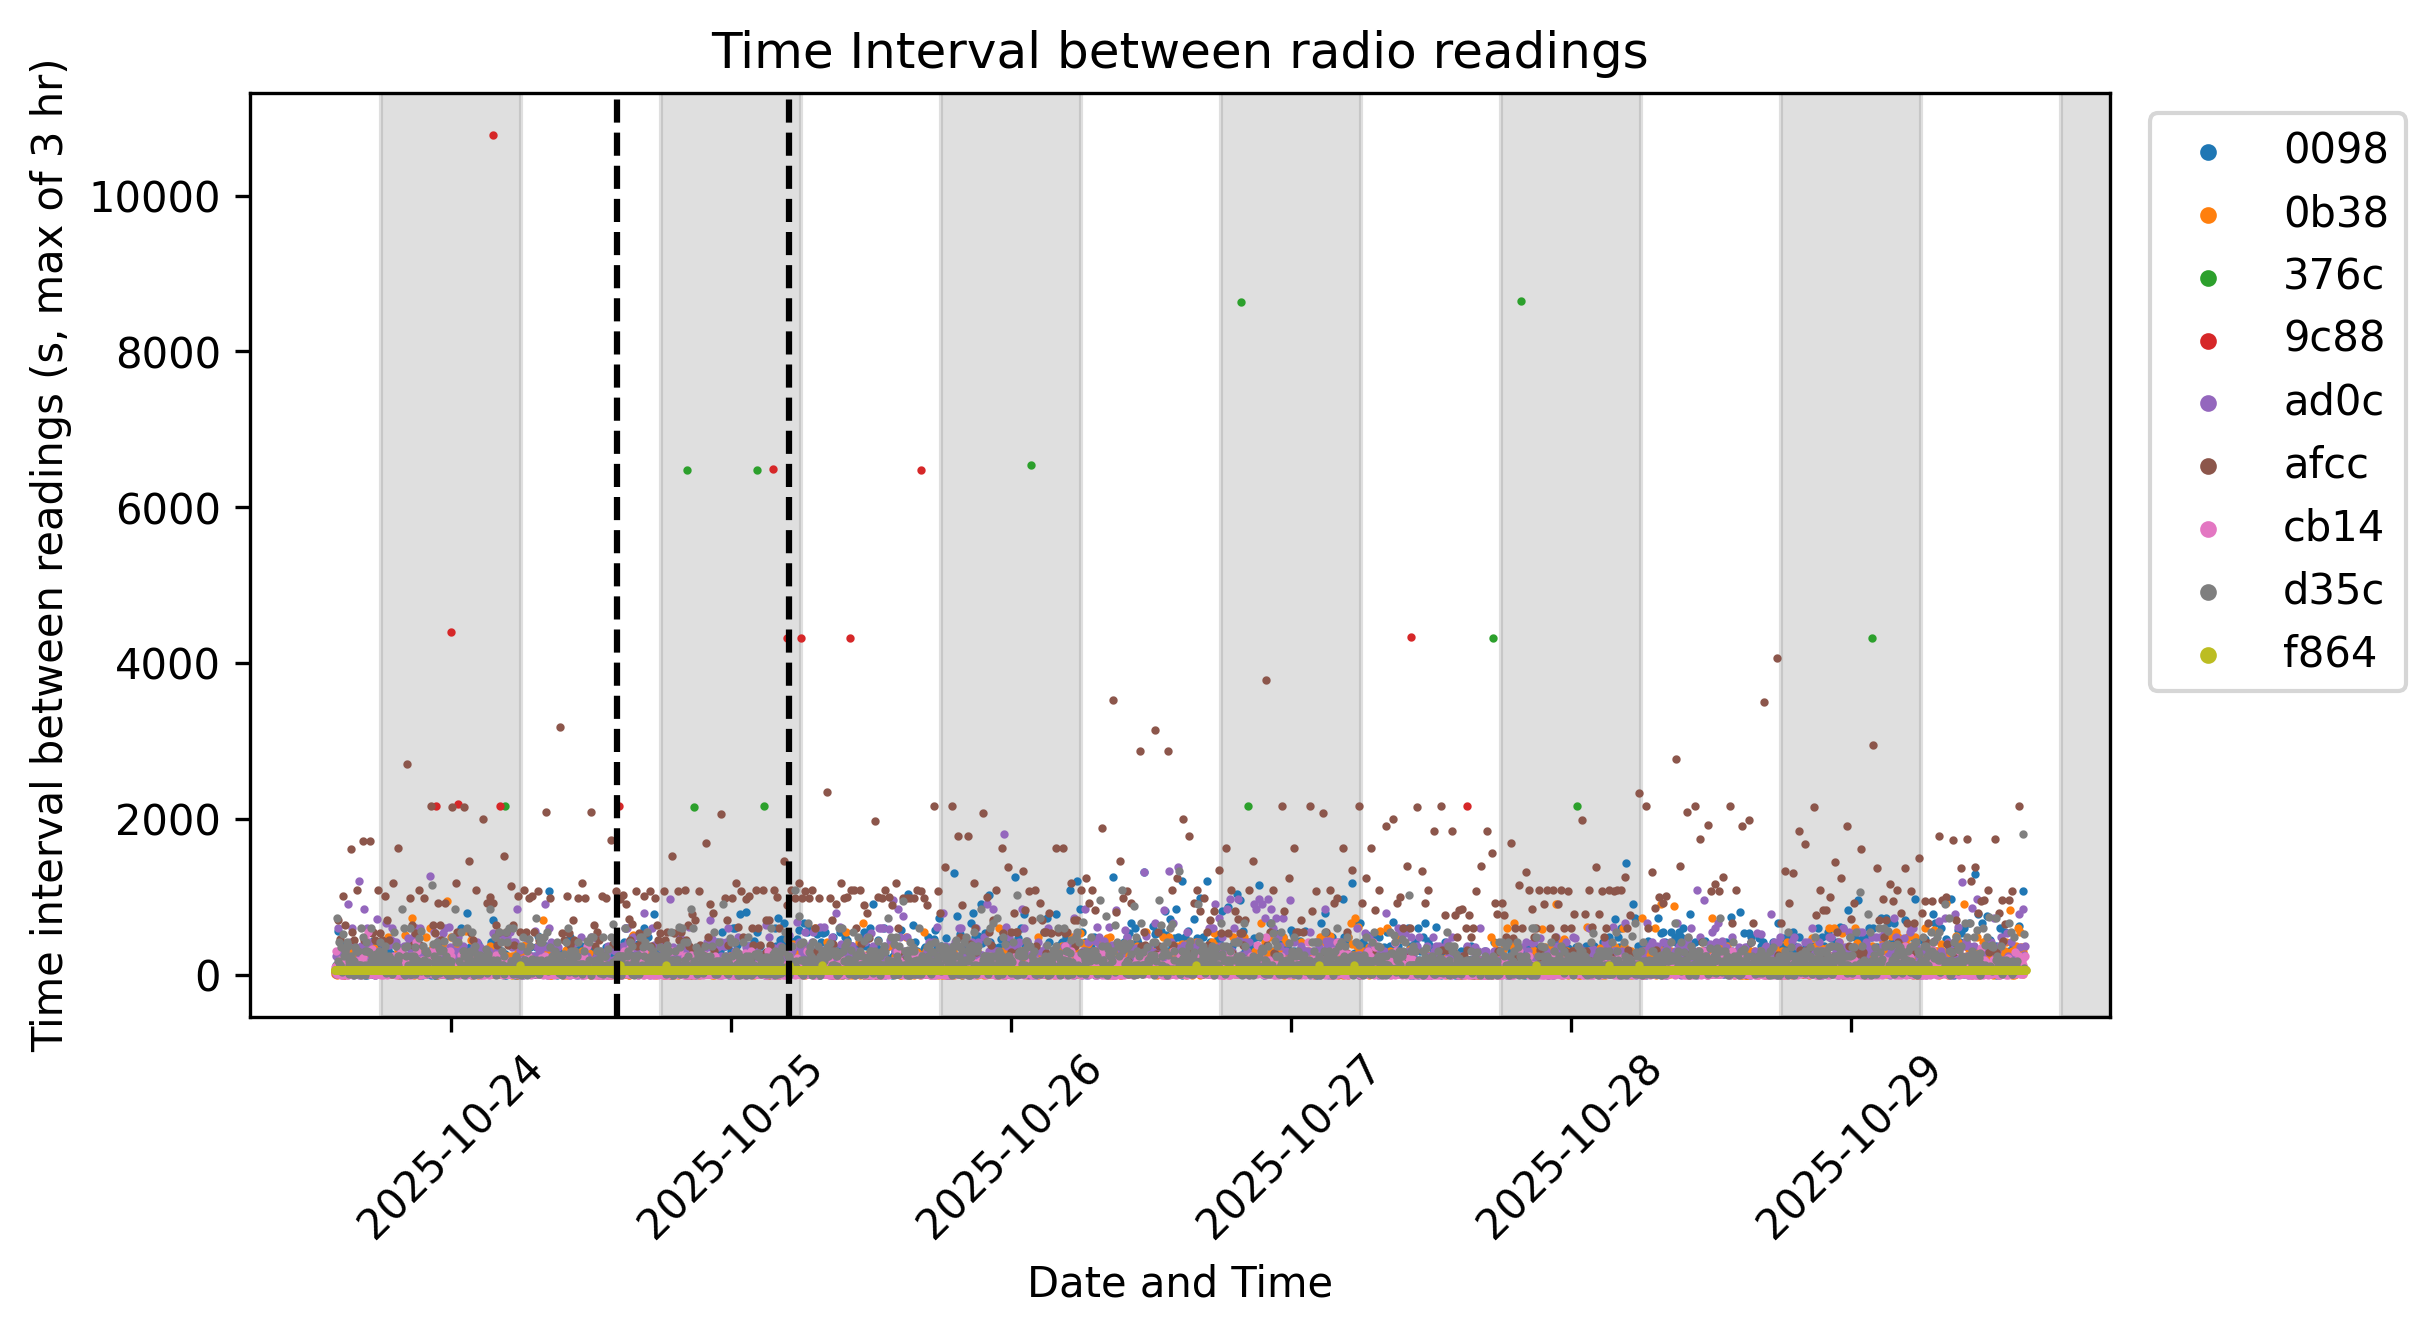 Time Interval between radio readings
Time interval between readings (s, max of 3 hr)
10000
8000
6000
4000
2000
0
2025-10-24
2025-10-25
2025-10-26
2025-10-27
2025-10-28
2025-10-29
Date and Time
0098
0b38
376c
9c88
ad0c
afcc
cb14
d35c
f864